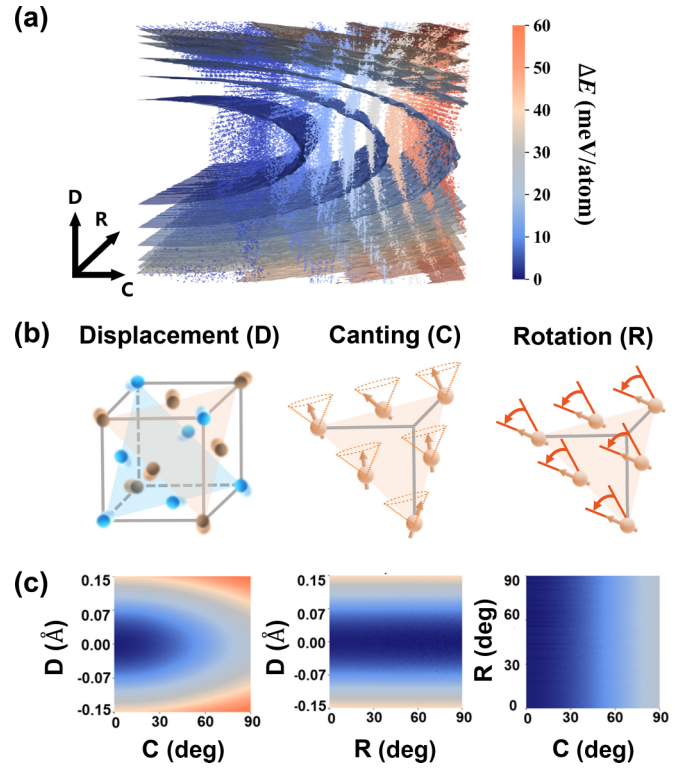 (a)
60
50
40
30
20
10
0
ΔE (meV/atom)
D
R
C
(b)
Displacement (D)
Canting (C)
Rotation (R)
(c)
0.15
0.07
0.00
-0.07
-0.15
D (Å)
0
30
60
90
C (deg)
0.15
0.07
0.00
-0.07
-0.15
D (Å)
0
30
60
90
R (deg)
90
60
30
0
R (deg)
0
30
60
90
C (deg)